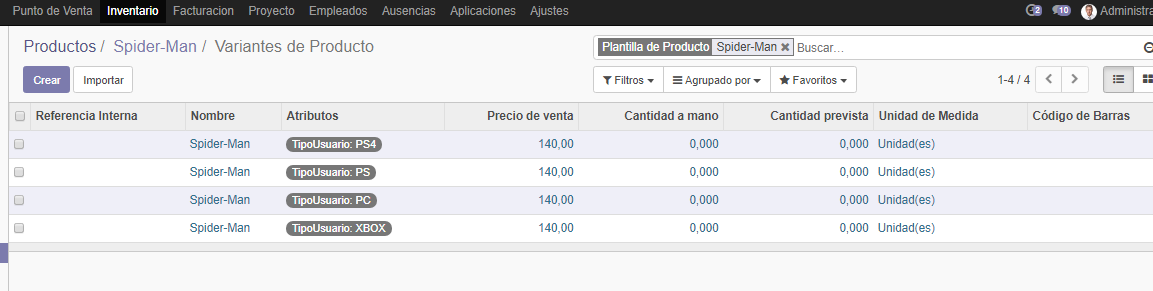 Punto de Venta Inventario Facturacion Proyecto Empleados Ausencias Aplicaciones Ajustes 2 10 Administra
Productos / Spider-Man / Variantes de Producto
Plantilla de Producto Spider-Man × Buscar...
Crear Importar
Filtros Agrupado por Favoritos 1-4 / 4
Referencia Interna Nombre Atributos Precio de venta Cantidad a mano Cantidad prevista Unidad de Medida Código de Barras
Spider-Man TipoUsuario: PS4 140,00 0,000 0,000 Unidad(es)
Spider-Man TipoUsuario: PS 140,00 0,000 0,000 Unidad(es)
Spider-Man TipoUsuario: PC 140,00 0,000 0,000 Unidad(es)
Spider-Man TipoUsuario: XBOX 140,00 0,000 0,000 Unidad(es)